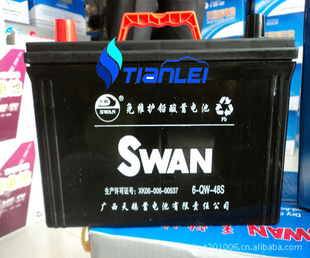 TIANLEI
SWAN
免维护铅酸蓄电池
Pb
SWAN
生产许可证号: XK06-006-00537
6-QW-48S
广西天鹅蓄电池有限责任公司